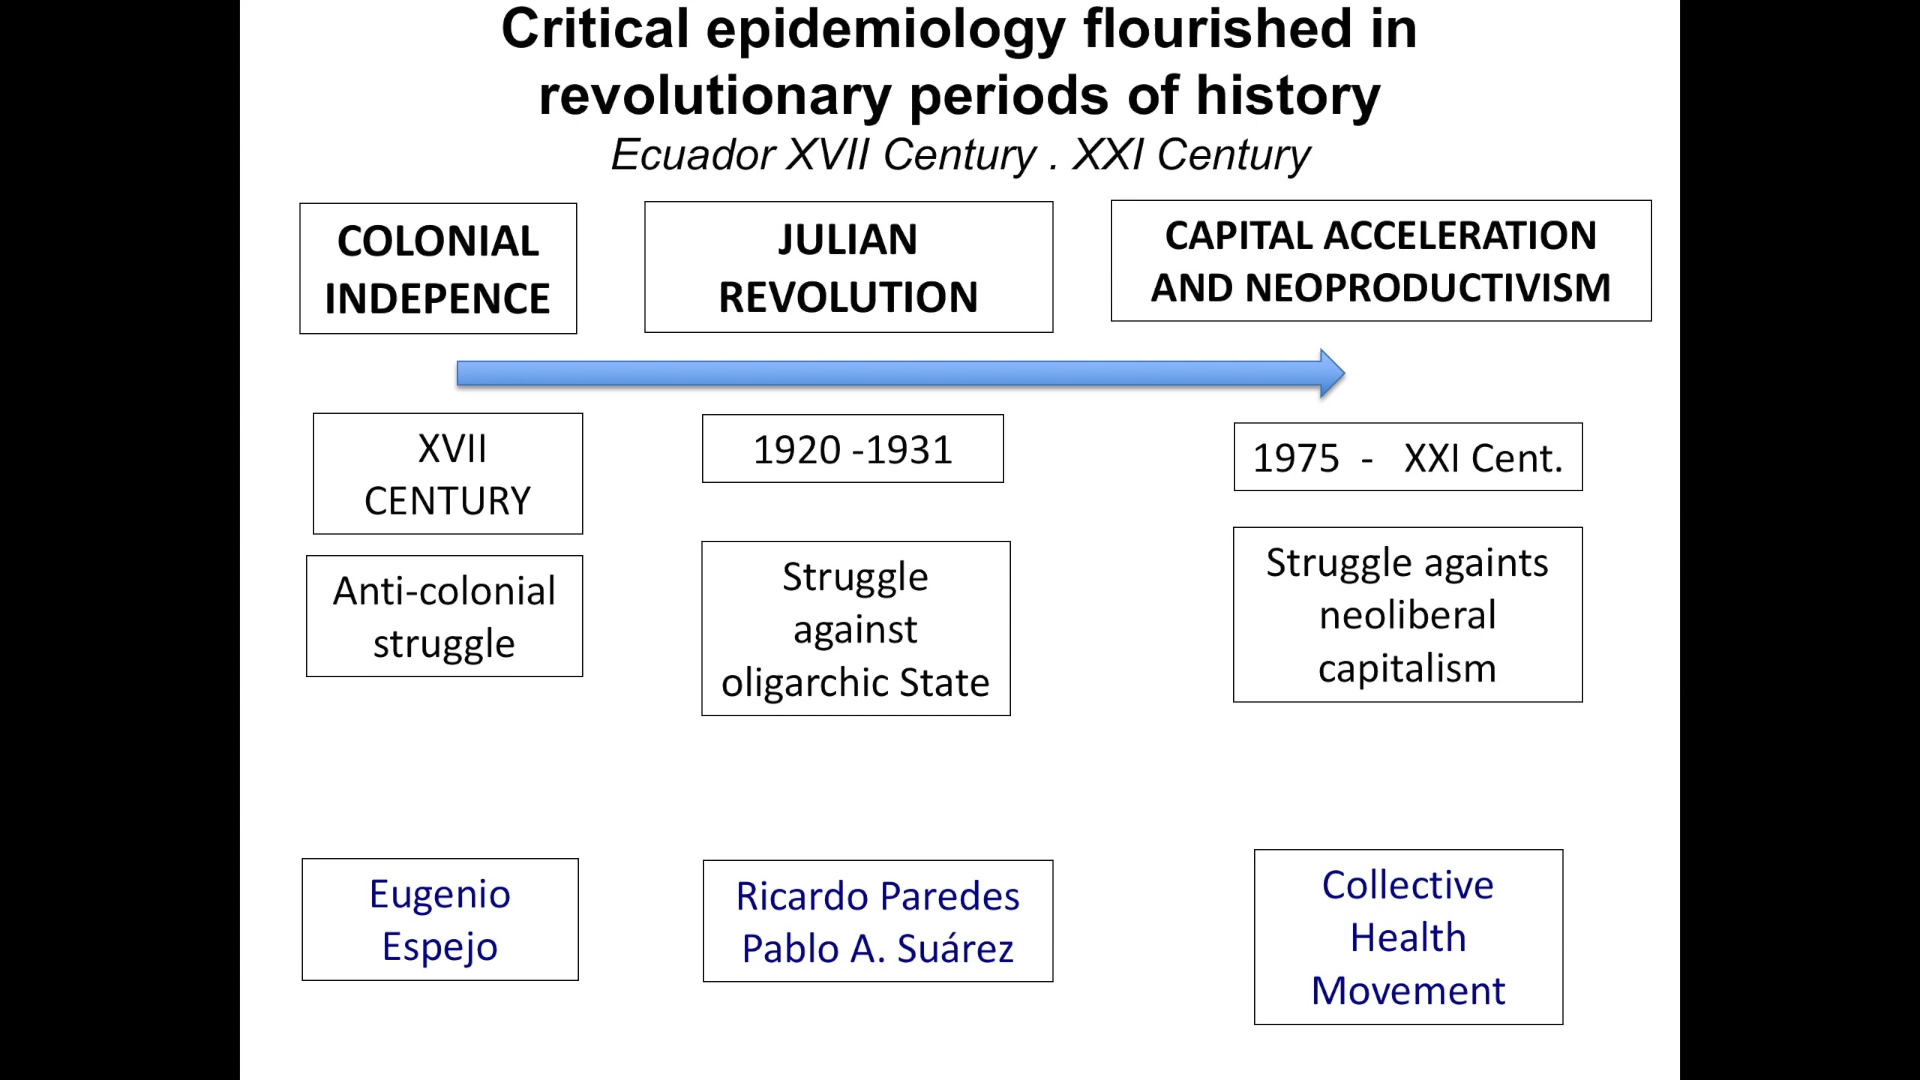 Critical epidemiology flourished in
revolutionary periods of history
Ecuador XVII Century . XXI Century
COLONIAL
INDEPENCE
JULIAN
REVOLUTION
CAPITAL ACCELERATION
AND NEOPRODUCTIVISM
XVII
CENTURY
1920 -1931
1975 - XXI Cent.
Anti-colonial
struggle
Struggle
against
oligarchic State
Struggle againts
neoliberal
capitalism
Eugenio
Espejo
Ricardo Paredes
Pablo A. Suárez
Collective
Health
Movement